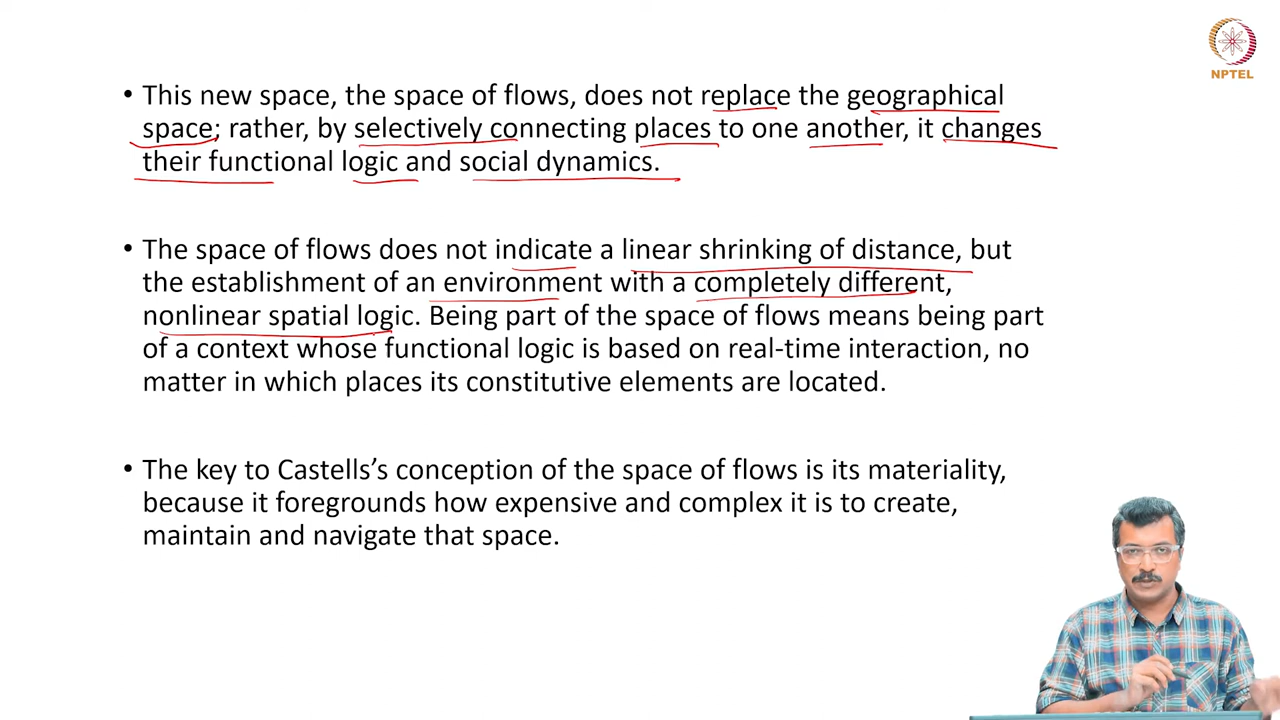 NPTEL
• This new space, the space of flows, does not replace the geographical
space; rather, by selectively connecting places to one another, it changes
their functional logic and social dynamics.
• The space of flows does not indicate a linear shrinking of distance, but
the establishment of an environment with a completely different,
nonlinear spatial logic. Being part of the space of flows means being part
of a context whose functional logic is based on real-time interaction, no
matter in which places its constitutive elements are located.
• The key to Castells’s conception of the space of flows is its materiality,
because it foregrounds how expensive and complex it is to create,
maintain and navigate that space.